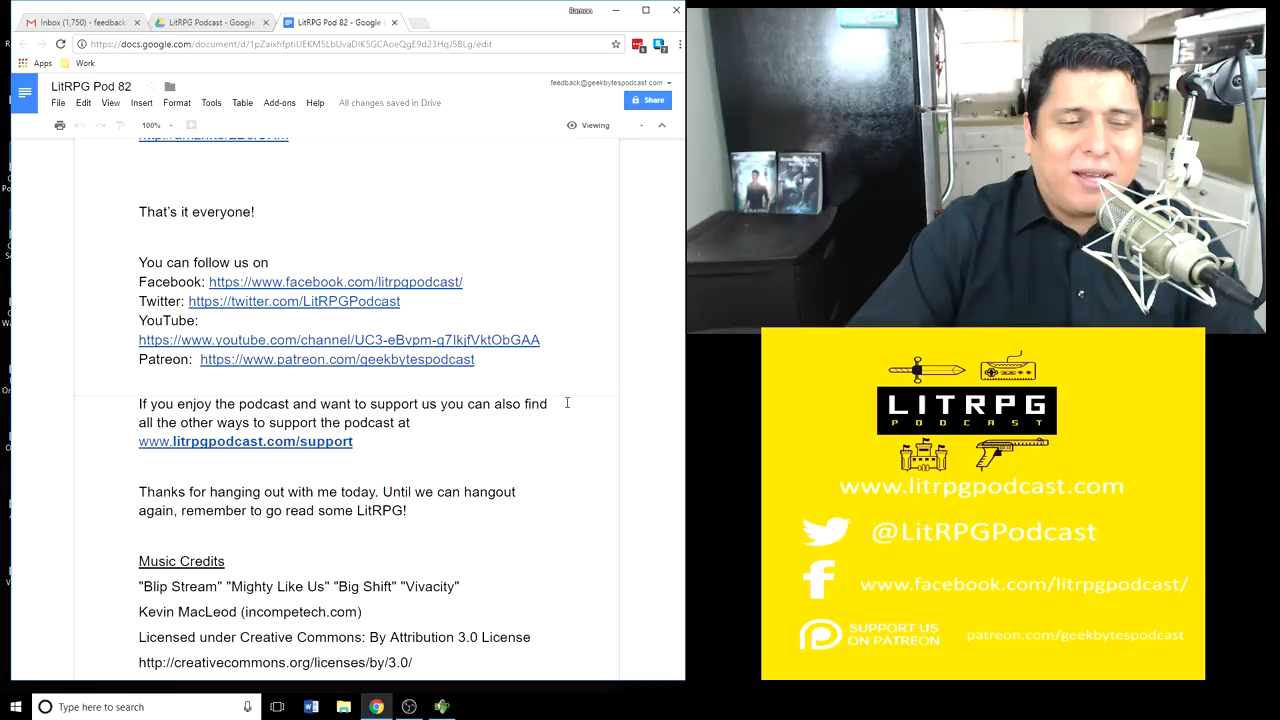 Ramon
Inbox (1,750) - feedback
LitRPG Podcast - Google
LitRPG Pod 82 - Google
https://docs.google.com/document/d/1pZaixhfptiUEKM5LbUvaDIK5GCAoeQgE9d23HqJ5BLg/edit
Apps
Work
LitRPG Pod 82
feedback@geekbytespodcast.com
File Edit View Insert Format Tools Table Add-ons Help All changes saved in Drive
Share
100%
Viewing
That's it everyone!
You can follow us on
Facebook: https://www.facebook.com/litrpgpodcast/
Twitter: https://twitter.com/LitRPGPodcast
YouTube:
https://www.youtube.com/channel/UC3-eBvpm-g7IkjfVktObGAA
Patreon: https://www.patreon.com/geekbytespodcast
If you enjoy the podcast and want to support us you can also find
all the other ways to support the podcast at
www.litrpgpodcast.com/support
Thanks for hanging out with me today. Until we can hangout
again, remember to go read some LitRPG!
Music Credits
"Blip Stream" "Mighty Like Us" "Big Shift" "Vivacity"
Kevin MacLeod (incompetech.com)
Licensed under Creative Commons: By Attribution 3.0 License
http://creativecommons.org/licenses/by/3.0/
Type here to search
LITRPG
PODCAST
www.litrpgpodcast.com
@LitRPGPodcast
www.facebook.com/litrpgpodcast/
SUPPORT US
ON PATREON
patreon.com/geekbytespodcast